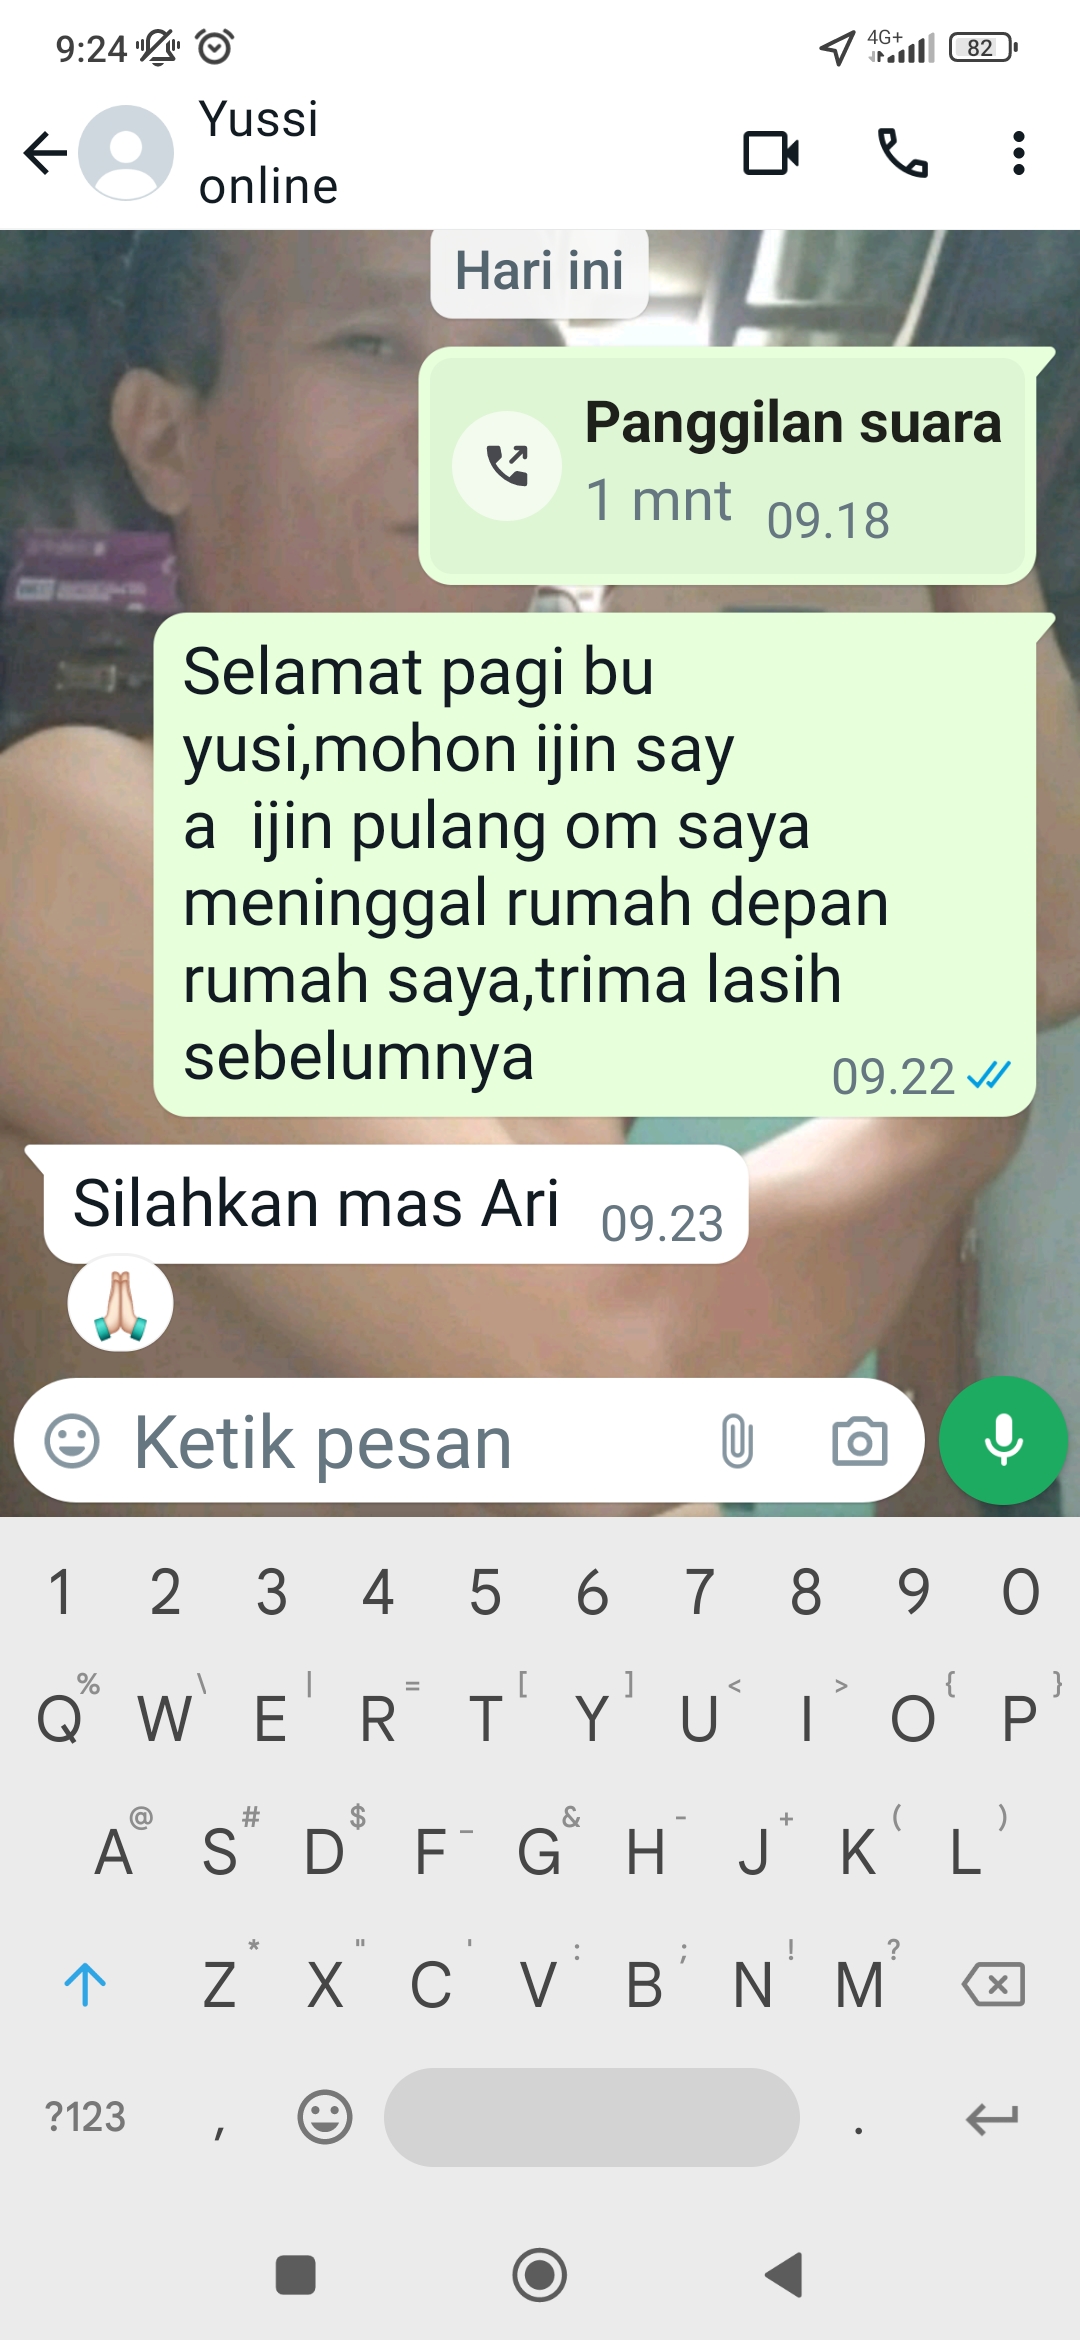 9:24
4G+
82
Yussi
online
Hari ini
Panggilan suara
1 mnt 09.18
Selamat pagi bu
yusi,mohon ijin say
a  ijin pulang om saya
meninggal rumah depan
rumah saya,trima lasih
sebelumnya
09.22
Silahkan mas Ari 09.23
Ketik pesan
1 2 3 4 5 6 7 8 9 0
% \ | = [ ] < > { }
Q W E R T Y U I O P
@ # $ _ & - + ( )
A S D F G H J K L
* " ' : ; ! ?
Z X C V B N M
?123 , .